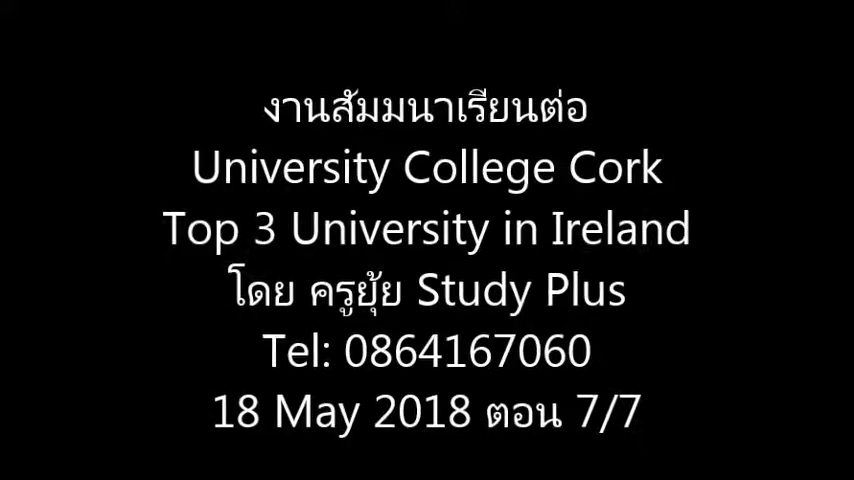 งานสัมมนาเรียนต่อ
University College Cork
Top 3 University in Ireland
โดย ครูยุ้ย Study Plus
Tel: 0864167060
18 May 2018 ตอน 7/7